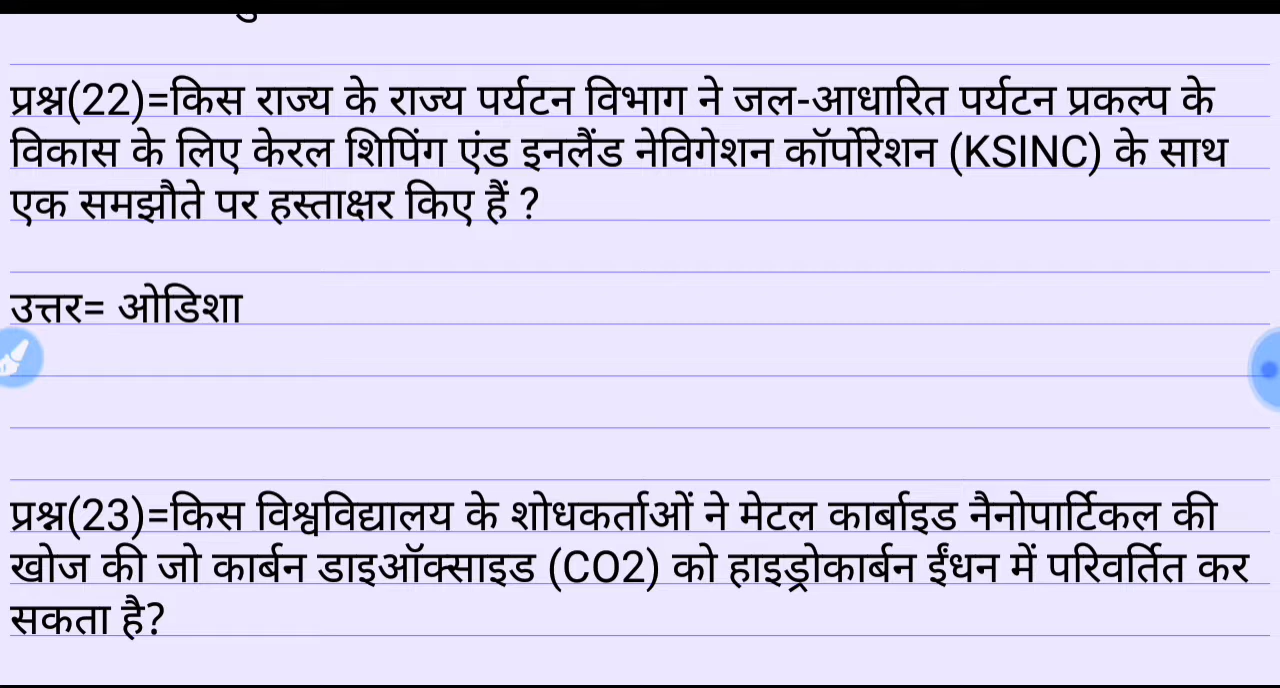 प्रश्न(22)=किस राज्य के राज्य पर्यटन विभाग ने जल-आधारित पर्यटन प्रकल्प के
विकास के लिए केरल शिपिंग एंड इनलैंड नेविगेशन कॉर्पोरेशन (KSINC) के साथ
एक समझौते पर हस्ताक्षर किए हैं ?
उत्तर= ओडिशा
प्रश्न(23)=किस विश्वविद्यालय के शोधकर्ताओं ने मेटल कार्बाइड नैनोपार्टिकल की
खोज की जो कार्बन डाइऑक्साइड (CO2) को हाइड्रोकार्बन ईंधन में परिवर्तित कर
सकता है?